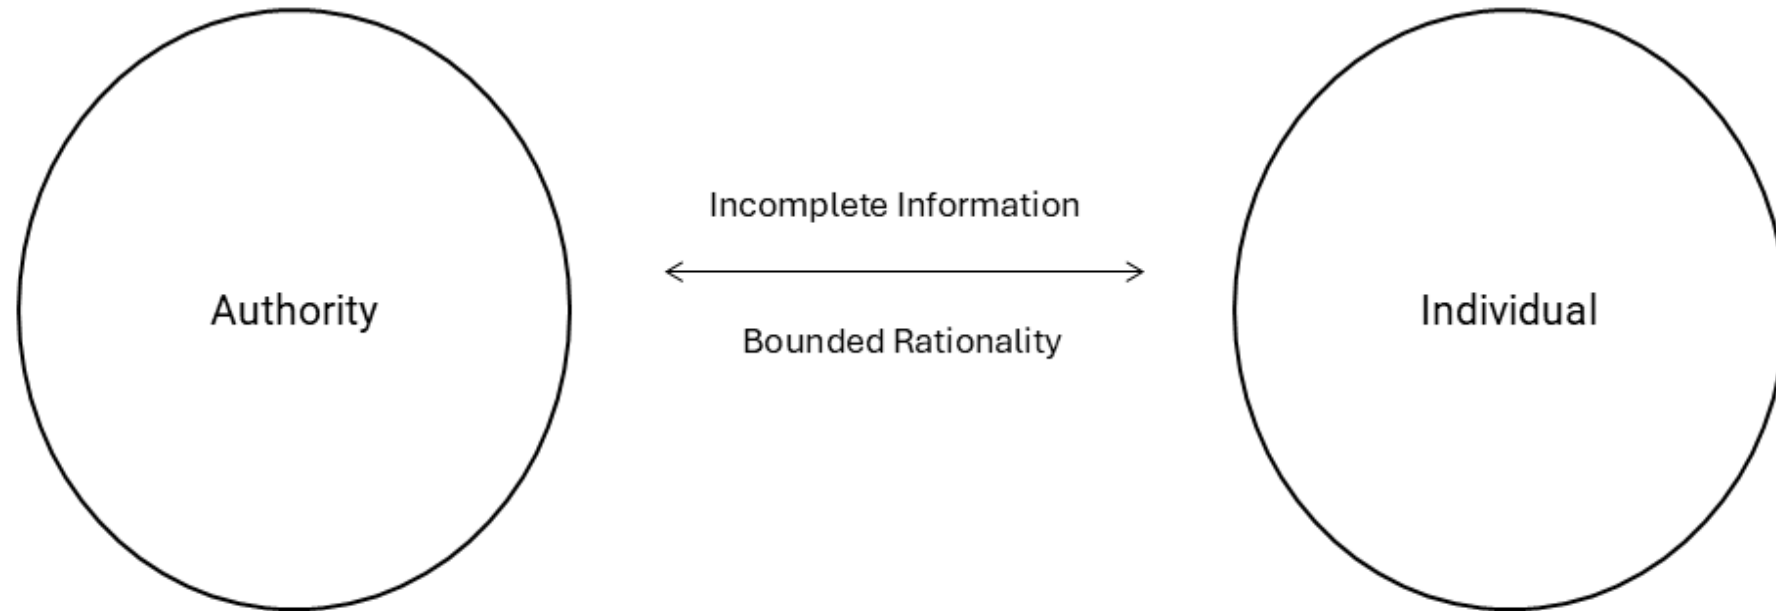 Authority
Incomplete Information
Bounded Rationality
Individual